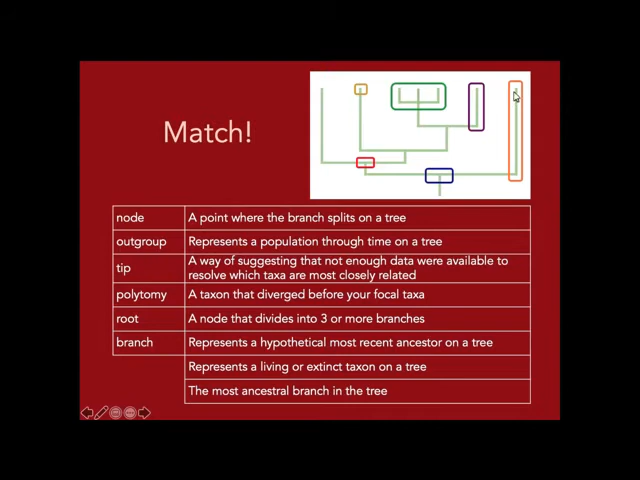 Match!
node
A point where the branch splits on a tree
outgroup
Represents a population through time on a tree
tip
A way of suggesting that not enough data were available to
resolve which taxa are most closely related
polytomy
A taxon that diverged before your focal taxa
root
A node that divides into 3 or more branches
branch
Represents a hypothetical most recent ancestor on a tree
Represents a living or extinct taxon on a tree
The most ancestral branch in the tree